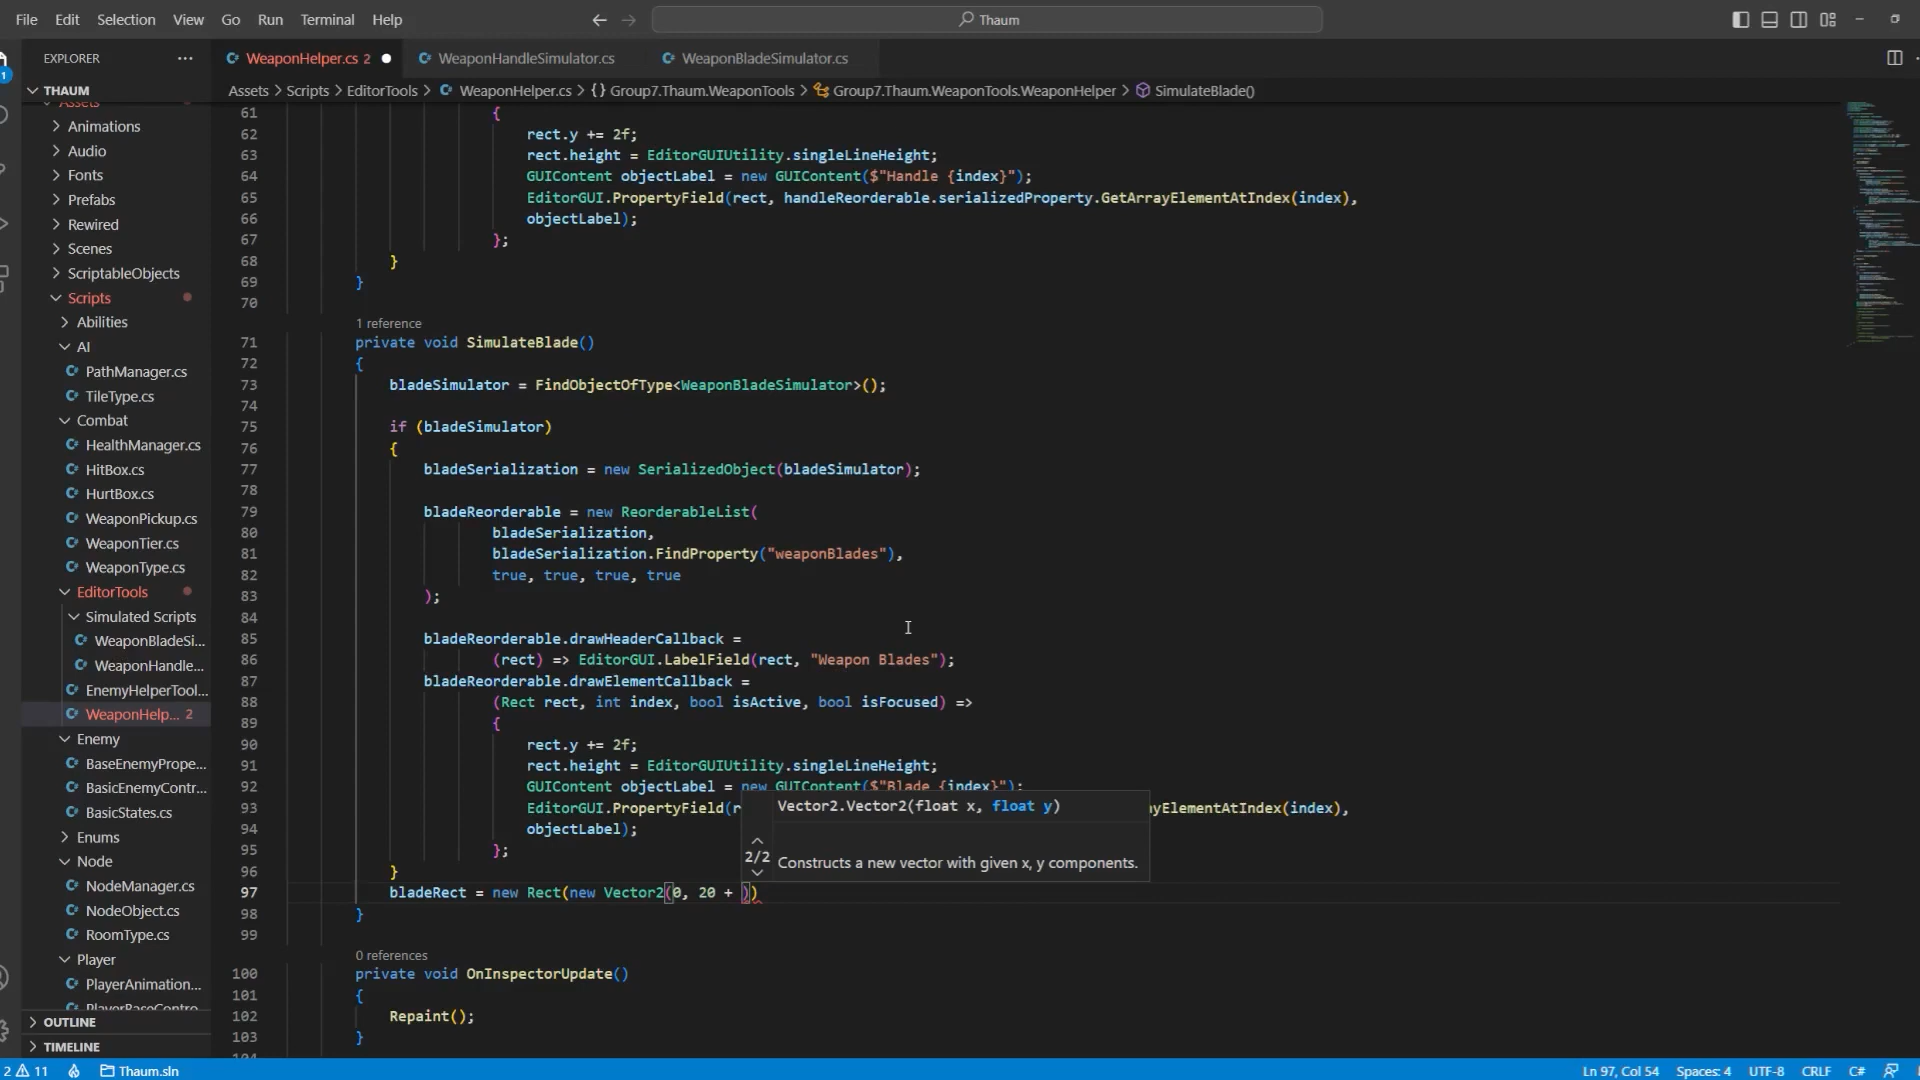 File Edit Selection View Go Run Terminal Help
Thaum
EXPLORER
WeaponHelper.cs 2
WeaponHandleSimulator.cs
WeaponBladeSimulator.cs
THAUM
Assets > Scripts > EditorTools > WeaponHelper.cs > {} Group7.Thaum.WeaponTools > Group7.Thaum.WeaponTools.WeaponHelper > SimulateBlade()
1
Assets
Animations
Audio
Fonts
Prefabs
Rewired
Scenes
ScriptableObjects
Scripts
Abilities
AI
PathManager.cs
TileType.cs
Combat
HealthManager.cs
HitBox.cs
HurtBox.cs
WeaponPickup.cs
WeaponTier.cs
WeaponType.cs
EditorTools
Simulated Scripts
WeaponBladeSi...
WeaponHandle...
EnemyHelperTool...
WeaponHelp... 2
Enemy
BaseEnemyPrope...
BasicEnemyContr...
BasicStates.cs
Enums
Node
NodeManager.cs
NodeObject.cs
RoomType.cs
Player
PlayerAnimation...
PlayerBaseContro
OUTLINE
TIMELINE
61 {
62 rect.y += 2f;
63 rect.height = EditorGUIUtility.singleLineHeight;
64 GUIContent objectLabel = new GUIContent($"Handle {index}");
65 EditorGUI.PropertyField(rect, handleReorderable.serializedProperty.GetArrayElementAtIndex(index),
66 objectLabel);
67 };
68 }
69 }
70
1 reference
71 private void SimulateBlade()
72 {
73 bladeSimulator = FindObjectOfType<WeaponBladeSimulator>();
74
75 if (bladeSimulator)
76 {
77 bladeSerialization = new SerializedObject(bladeSimulator);
78
79 bladeReorderable = new ReorderableList(
80 bladeSerialization,
81 bladeSerialization.FindProperty("weaponBlades"),
82 true, true, true, true
83 );
84
85 bladeReorderable.drawHeaderCallback =
86 (rect) => EditorGUI.LabelField(rect, "Weapon Blades");
87 bladeReorderable.drawElementCallback =
88 (Rect rect, int index, bool isActive, bool isFocused) =>
89 {
90 rect.y += 2f;
91 rect.height = EditorGUIUtility.singleLineHeight;
92 GUIContent objectLabel = new GUIContent($"Blade {index}");
93 EditorGUI.PropertyField(r yElementAtIndex(index),
94 objectLabel);
95 };
96 }
97 bladeRect = new Rect(new Vector2(0, 20 + ))
98 }
99
0 references
100 private void OnInspectorUpdate()
101 {
102 Repaint();
103 }
104
Vector2.Vector2(float x, float y)
2/2 Constructs a new vector with given x, y components.
2 11 Thaum.sln
Ln 97, Col 54 Spaces: 4 UTF-8 CRLF C#